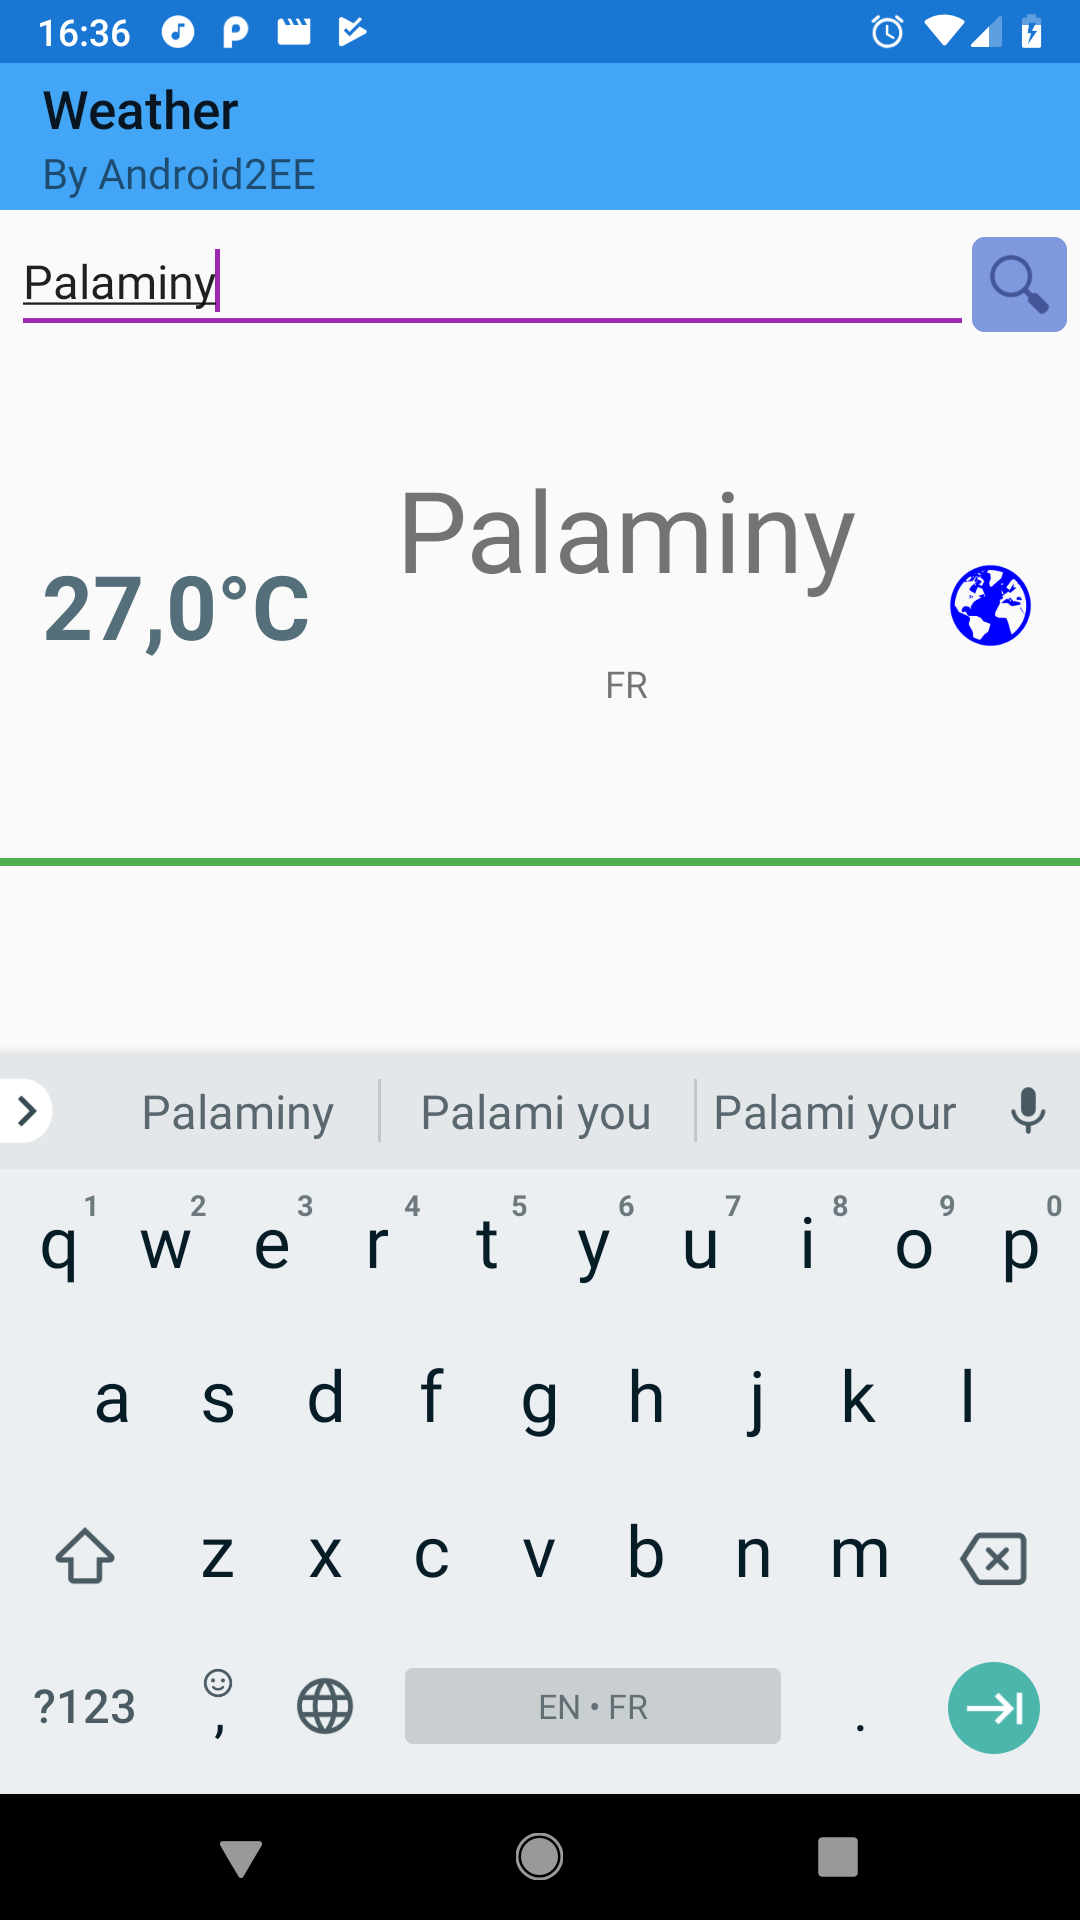 16:36
Weather
By Android2EE
Palaminy
Palaminy
27,0°C
FR
Palaminy Palami you Palami your
1 2 3 4 5 6 7 8 9 0
q w e r t y u i o p
a s d f g h j k l
z x c v b n m
?123 , EN • FR .